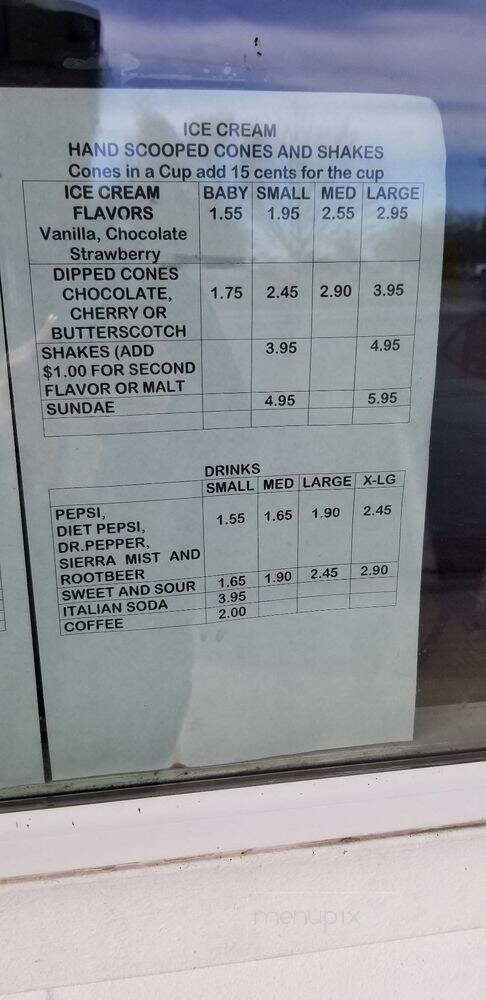 ICE CREAM
HAND SCOOPED CONES AND SHAKES
Cones in a Cup add 15 cents for the cup
ICE CREAM BABY SMALL MED LARGE
FLAVORS 1.55 1.95 2.55 2.95
Vanilla, Chocolate
Strawberry
DIPPED CONES
CHOCOLATE, 1.75 2.45 2.90 3.95
CHERRY OR
BUTTERSCOTCH
SHAKES (ADD 3.95 4.95
$1.00 FOR SECOND
FLAVOR OR MALT
SUNDAE 4.95 5.95
DRINKS
SMALL MED LARGE X-LG
PEPSI, 1.55 1.65 1.90 2.45
DIET PEPSI,
DR.PEPPER,
SIERRA MIST AND
ROOTBEER
SWEET AND SOUR 1.65 1.90 2.45 2.90
ITALIAN SODA 3.95
COFFEE 2.00
menupix